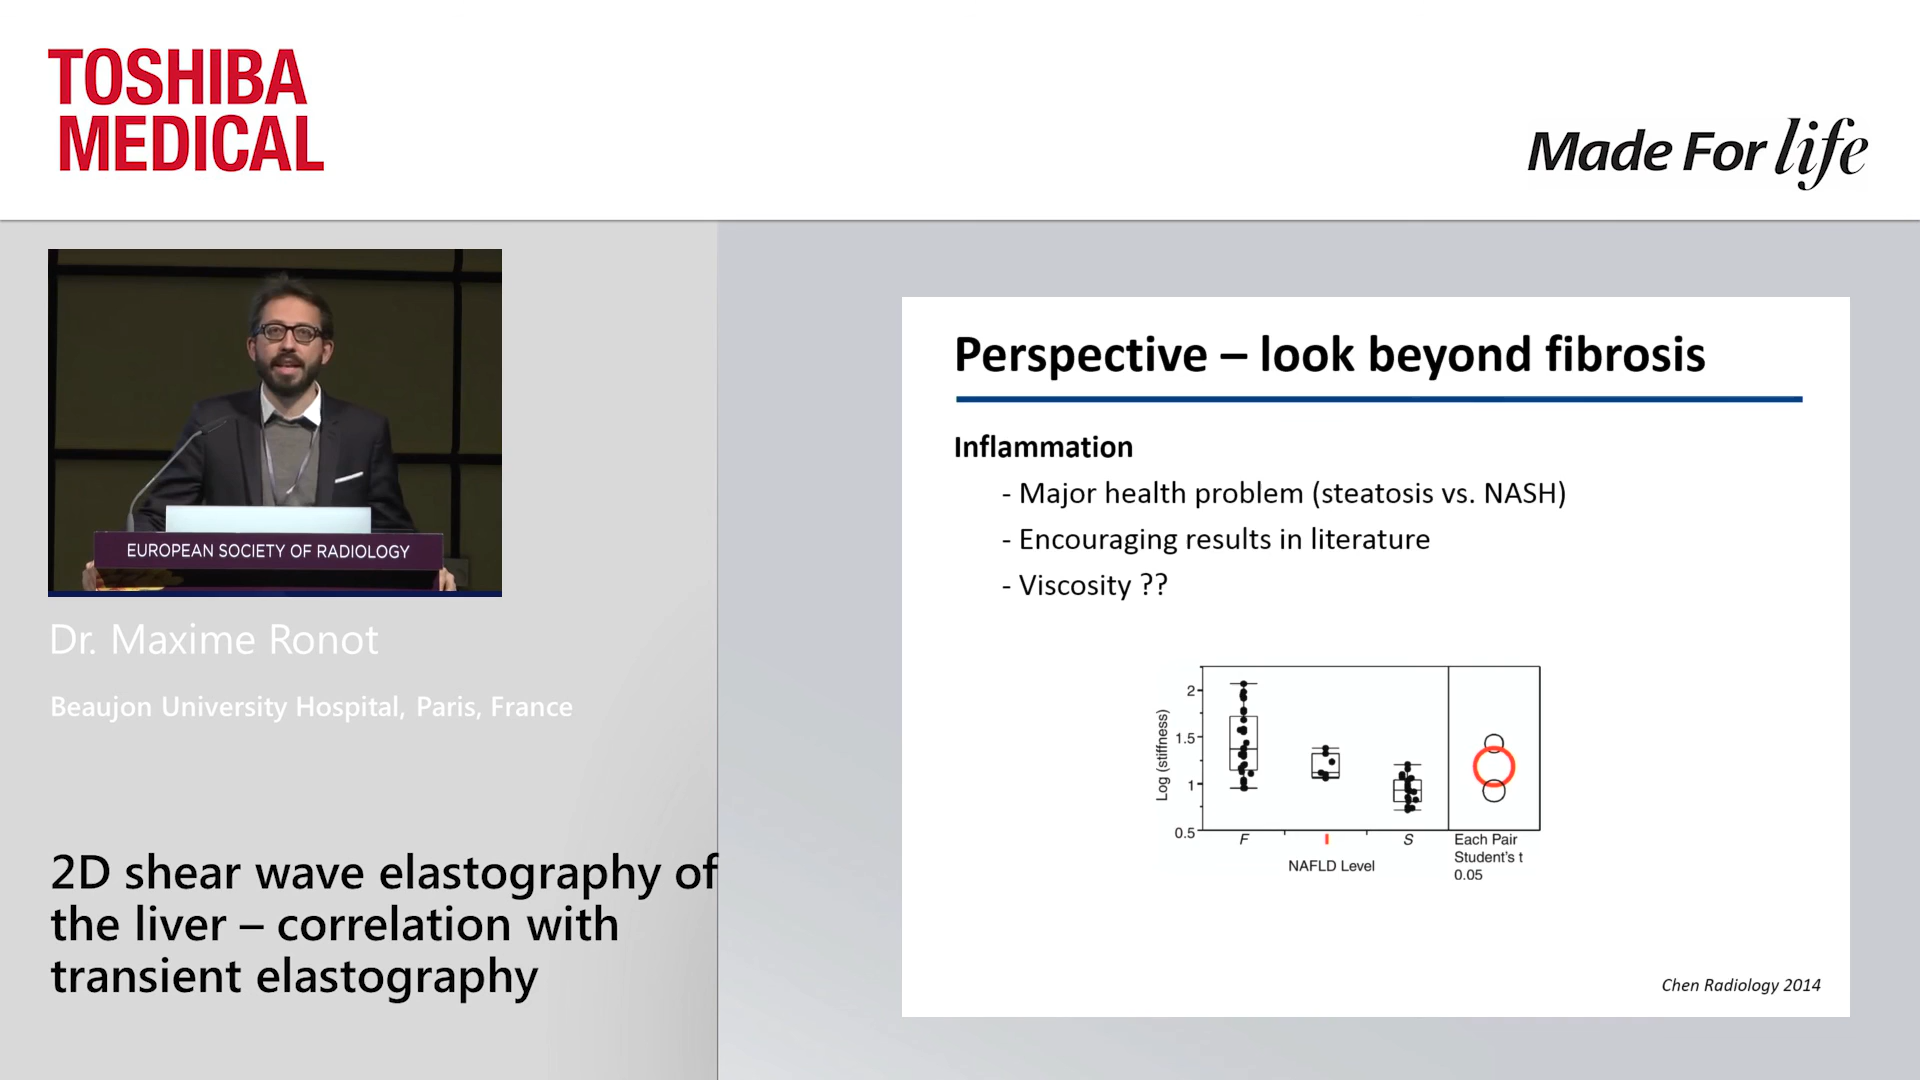 TOSHIBA
MEDICAL
Made For life
EUROPEAN SOCIETY OF RADIOLOGY
Dr. Maxime Ronot
Beaujon University Hospital, Paris, France
2D shear wave elastography of
the liver – correlation with
transient elastography
Perspective – look beyond fibrosis
Inflammation
- Major health problem (steatosis vs. NASH)
- Encouraging results in literature
- Viscosity ??
Log (stiffness)
2
1.5
1
0.5
F
I
S
NAFLD Level
Each Pair
Student's t
0.05
Chen Radiology 2014